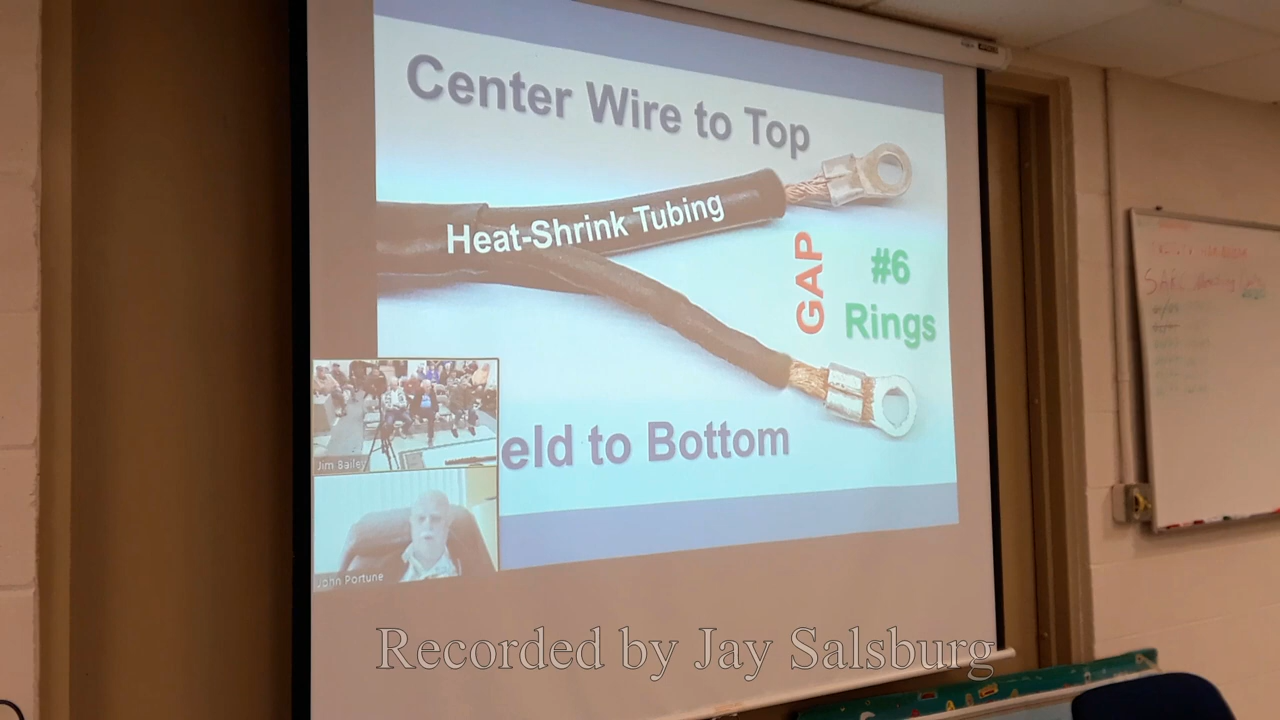 Center Wire to Top
Heat-Shrink Tubing
GAP
#6
Rings
eld to Bottom
Jim Bailey
John Portune
Recorded by Jay Salsburg